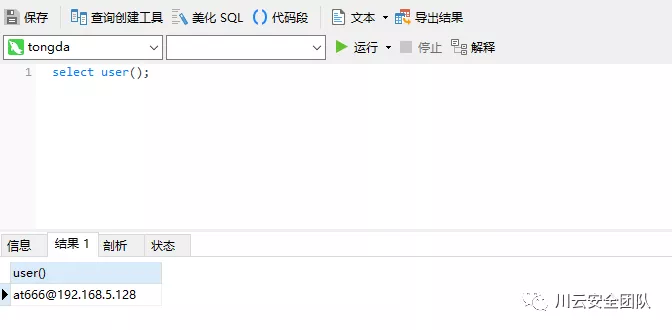 保存 查询创建工具 美化 SQL 代码段 文本 导出结果
tongda 运行 停止 解释
1 select user();
信息 结果 1 剖析 状态
user()
at666@192.168.5.128
川云安全团队